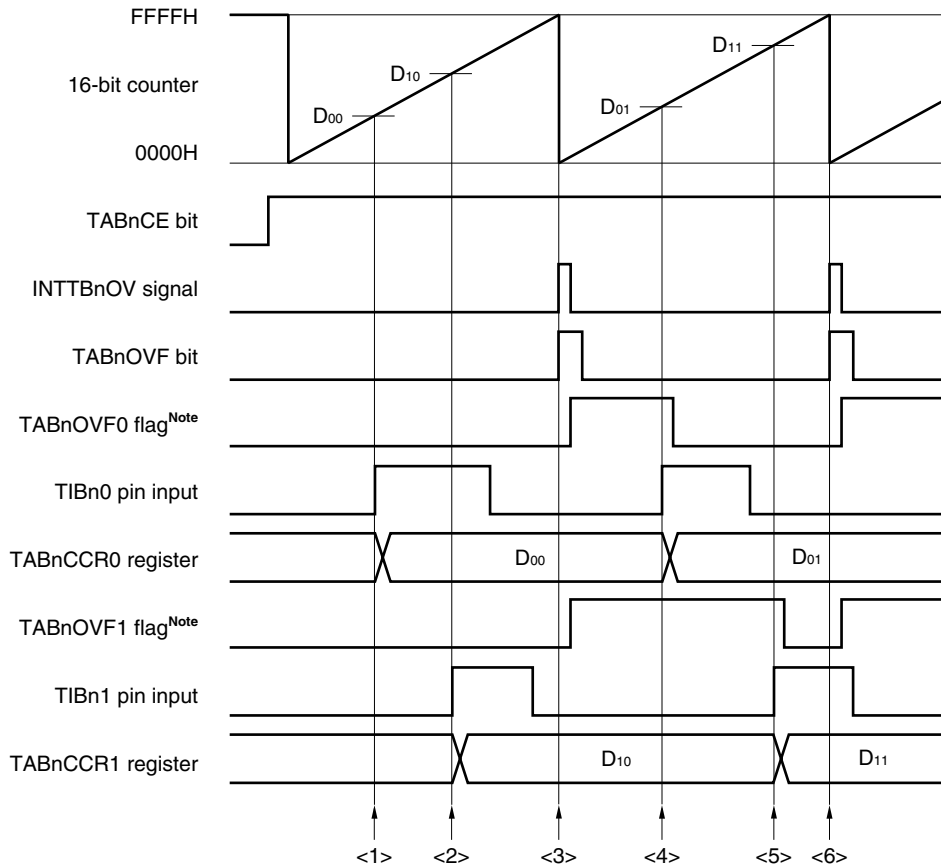 FFFFH
16-bit counter
0000H
D00
D10
D01
D11
TABnCE bit
INTTBnOV signal
TABnOVF bit
TABnOVF0 flagNote
TIBn0 pin input
TABnCCR0 register
D00
D01
TABnOVF1 flagNote
TIBn1 pin input
TABnCCR1 register
D10
D11
<1> <2> <3> <4> <5> <6>